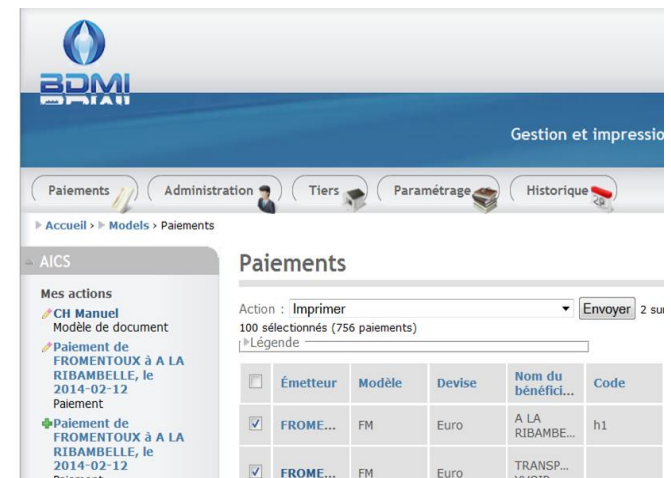 BDMI
Gestion et impressio
Paiements
Administration
Tiers
Paramétrage
Historique
Accueil › Models › Paiements
AICS
Paiements
Mes actions
CH Manuel
Modèle de document
Paiement de
FROMENTOUX à A LA
RIBAMBELLE, le
2014-02-12
Paiement
Paiement de
FROMENTOUX à A LA
RIBAMBELLE, le
2014-02-12
Action : Imprimer Envoyer 2 sur
100 sélectionnés (756 paiements)
Légende
Émetteur Modèle Devise Nom du bénéfici... Code
FROME... FM Euro A LA RIBAMBE... h1
FROME... FM Euro TRANSP...